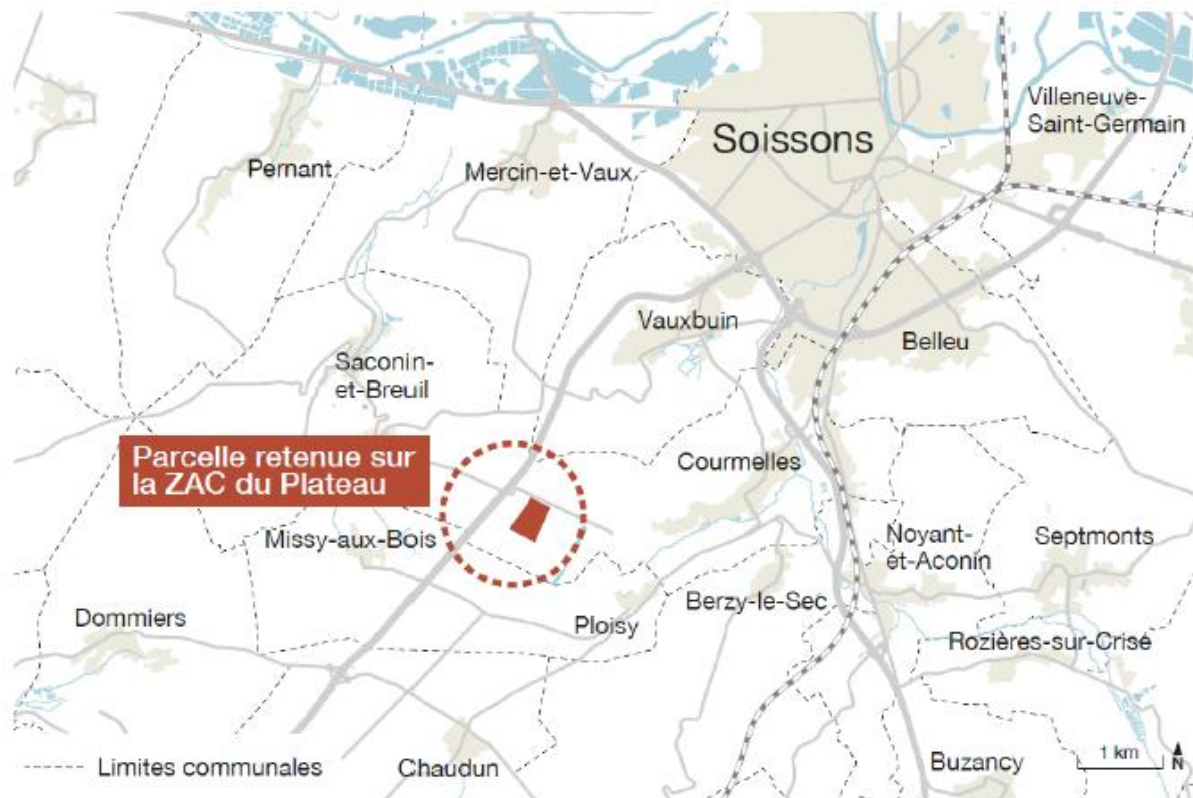 Villeneuve-
Saint-Germain
Soissons
Pernant
Mercin-et-Vaux
Vauxbuin
Belleu
Saconin-
et-Breuil
Parcelle retenue sur
la ZAC du Plateau
Courmelles
Missy-aux-Bois
Noyant-
et-Aconin
Septmonts
Dommiers
Ploisy
Berzy-le-Sec
Rozières-sur-Crise
Limites communales
Chaudun
Buzancy
1 km
N